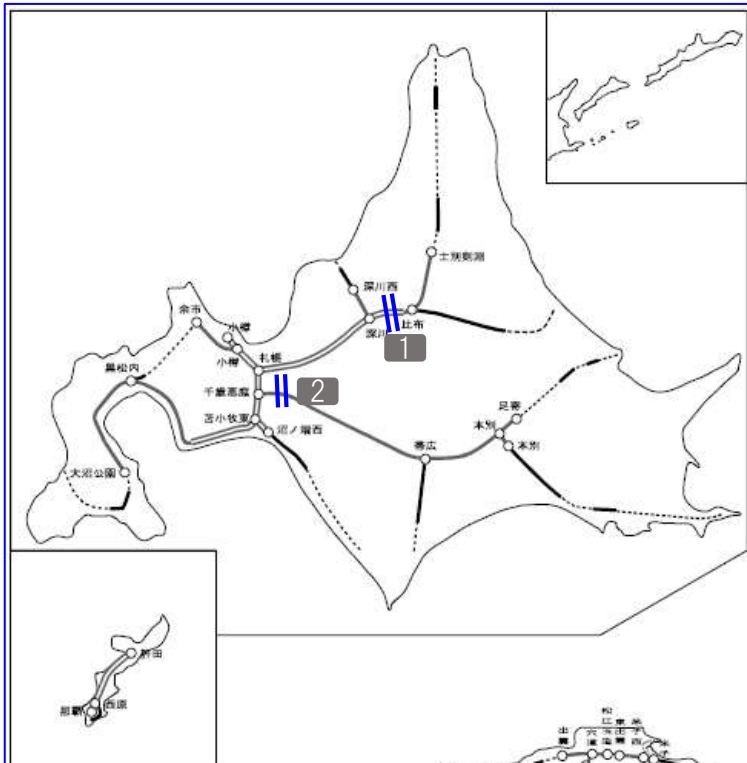 士別剣淵
深川西
余市
小樽
深川
比布
1
小樽
札幌
黒松内
千歳恵庭
2
足寄
苫小牧東
本別
沼ノ端西
本別
帯広
大沼公園
許田
西原
那覇
出雲